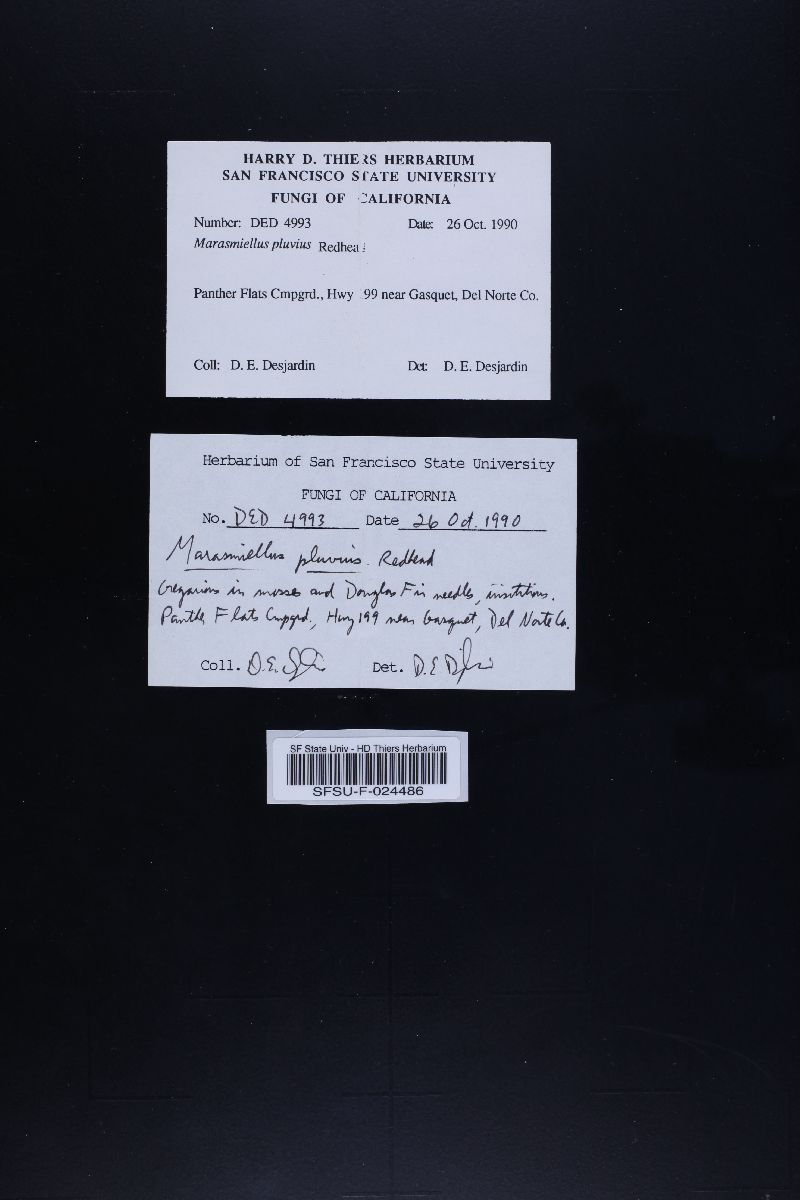 HARRY D. THIERS HERBARIUM
SAN FRANCISCO STATE UNIVERSITY
FUNGI OF CALIFORNIA
Number: DED 4993 Date: 26 Oct. 1990
Marasmiellus pluvius Redhead
Panther Flats Cmpgrd., Hwy 199 near Gasquet, Del Norte Co.
Coll: D. E. Desjardin Det: D. E. Desjardin
Herbarium of San Francisco State University
FUNGI OF CALIFORNIA
No. DED 4993 Date 26 Oct. 1990
Marasmiellus pluvius Redhead
Gregarious in mosses and Douglas Fir needles, insititious.
Panther Flats Cmpgrd., Hwy 199 near Gasquet, Del Norte Co.
Coll. D.E. Det. D.E.
SF State Univ - HD Thiers Herbarium
SFSU-F-024486